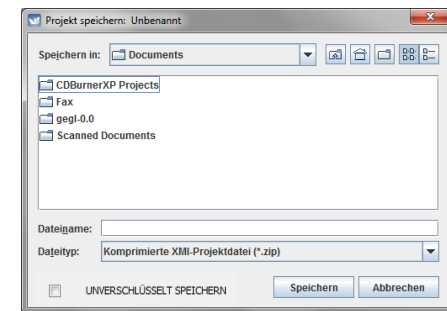 Projekt speichern: Unbenannt
Speichern in: Documents
CDBurnerXP Projects
Fax
gegl-0.0
Scanned Documents
Dateiname:
Dateityp: Komprimierte XMI-Projektdatei (*.zip)
UNVERSCHLÜSSELT SPEICHERN Speichern Abbrechen